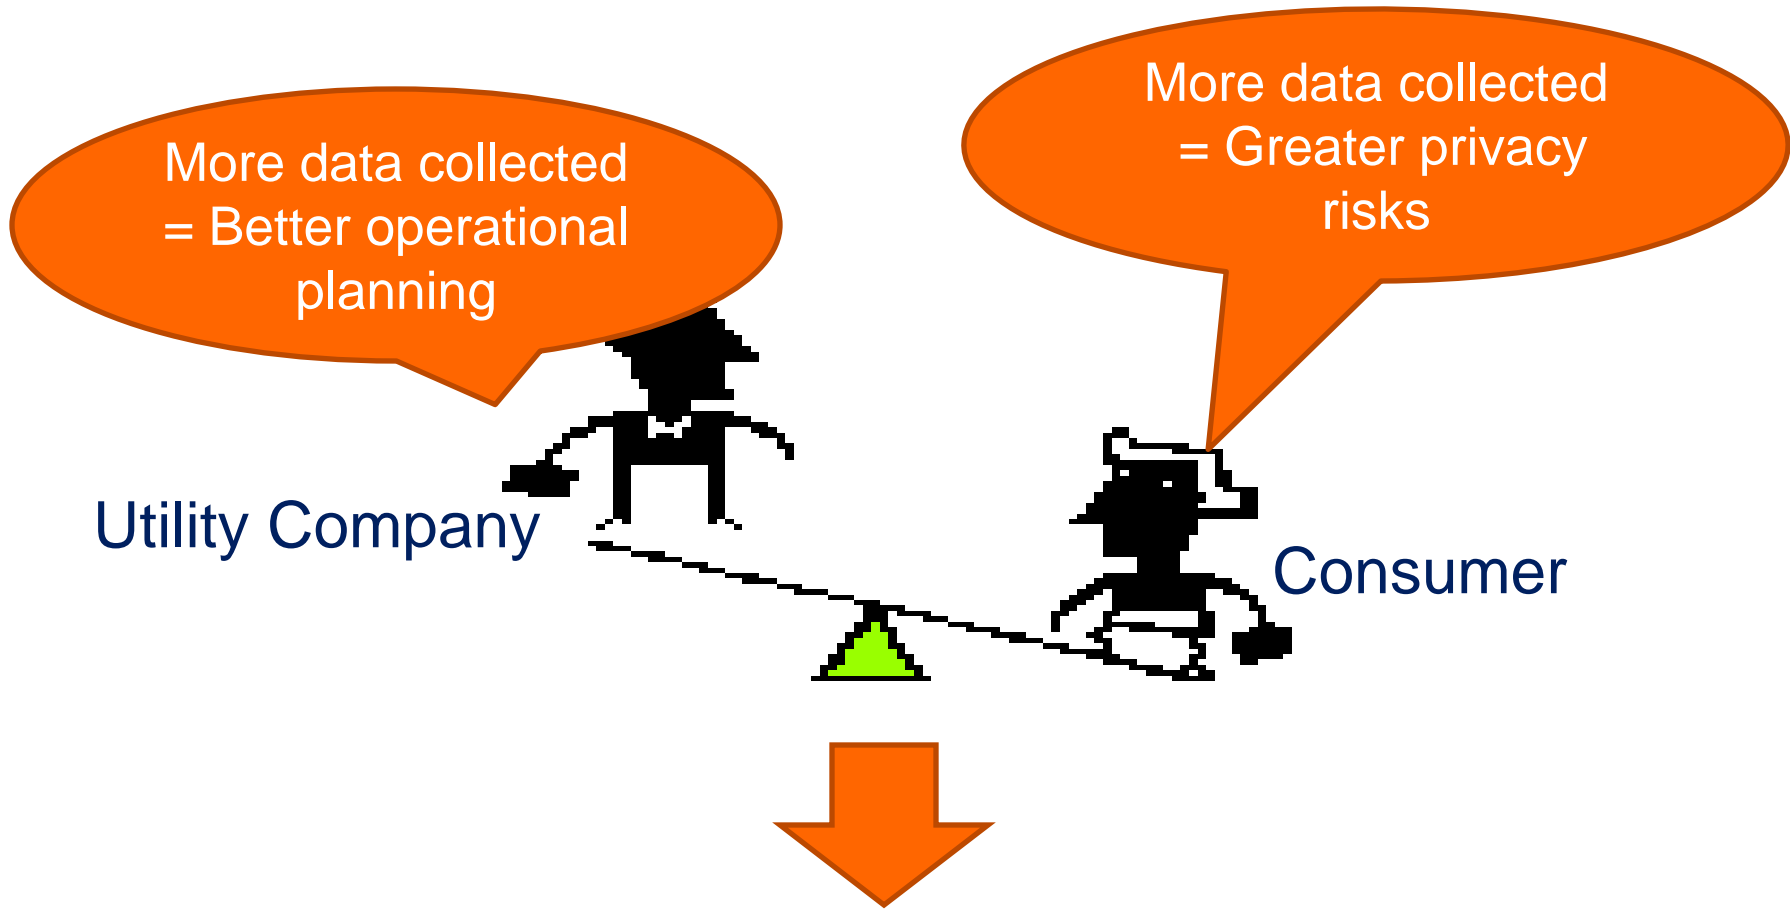 More data collected
= Better operational
planning
More data collected
= Greater privacy
risks
Utility Company
Consumer